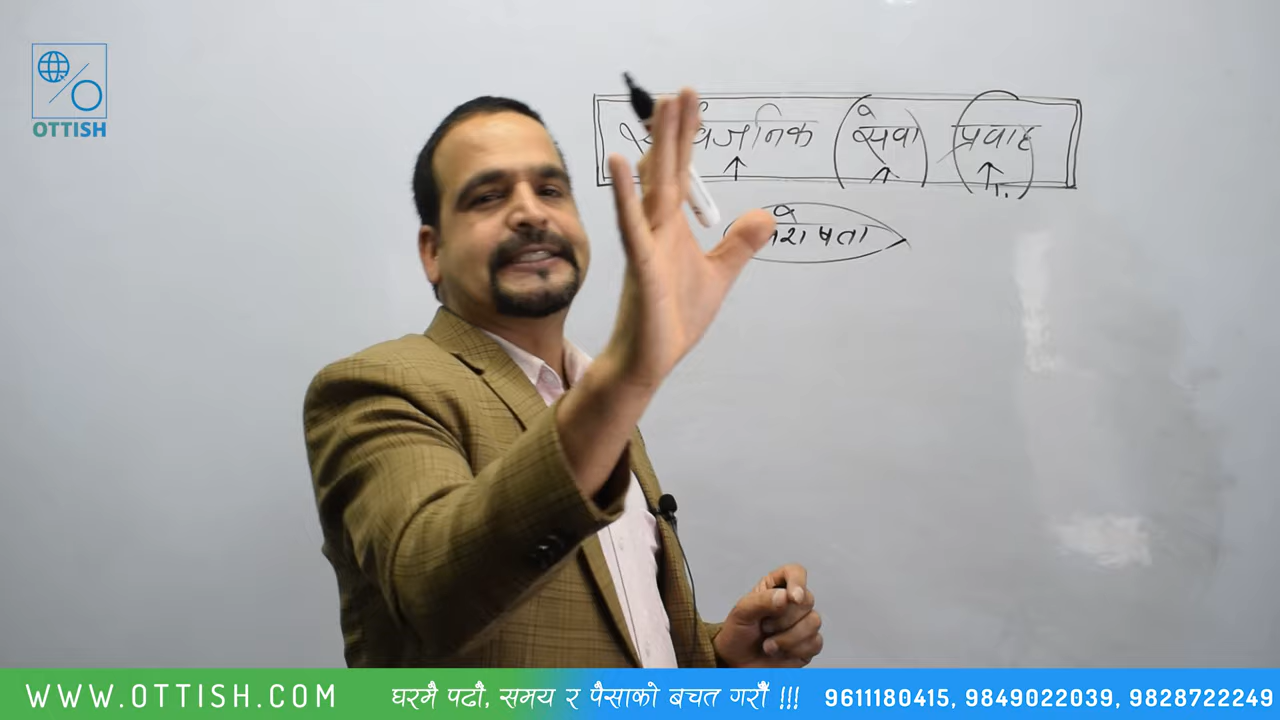 OTTISH
जनिक सेवा प्रवाह
WWW.OTTISH.COM
घरमै पढौं, समय र पैसाको बचत गरौं !!!
9611180415, 9849022039, 9828722249